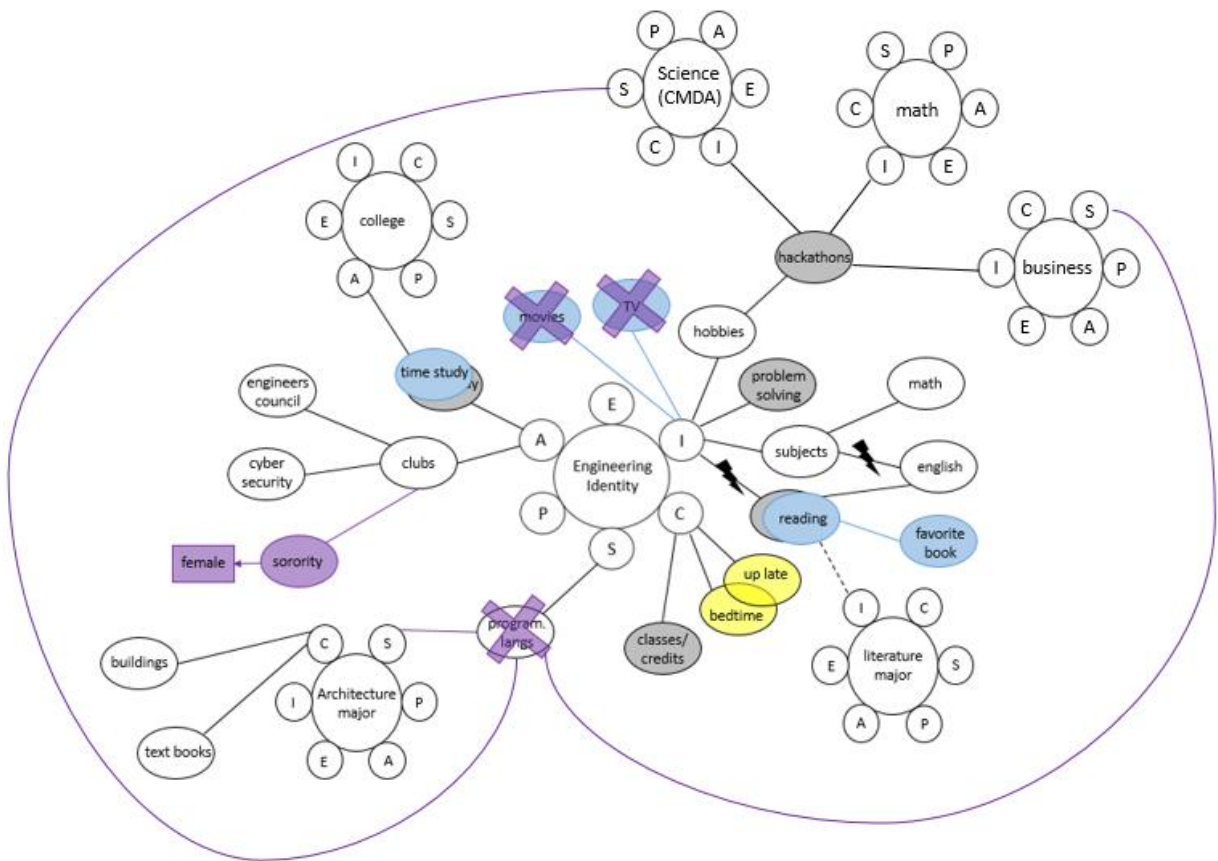 P
A
S
Science
(CMDA)
E
C
I
S
P
C
math
A
I
E
I
C
E
college
S
A
P
C
S
I
business
P
E
A
hackathons
movies
TV
hobbies
time study
engineers
council
cyber
security
clubs
female
sorority
problem
solving
math
subjects
english
reading
favorite
book
E
A
I
Engineering
Identity
P
C
S
up late
bedtime
classes/
credits
program.
langs
buildings
text books
C
S
I
Architecture
major
P
E
A
I
C
E
literature
major
S
A
P